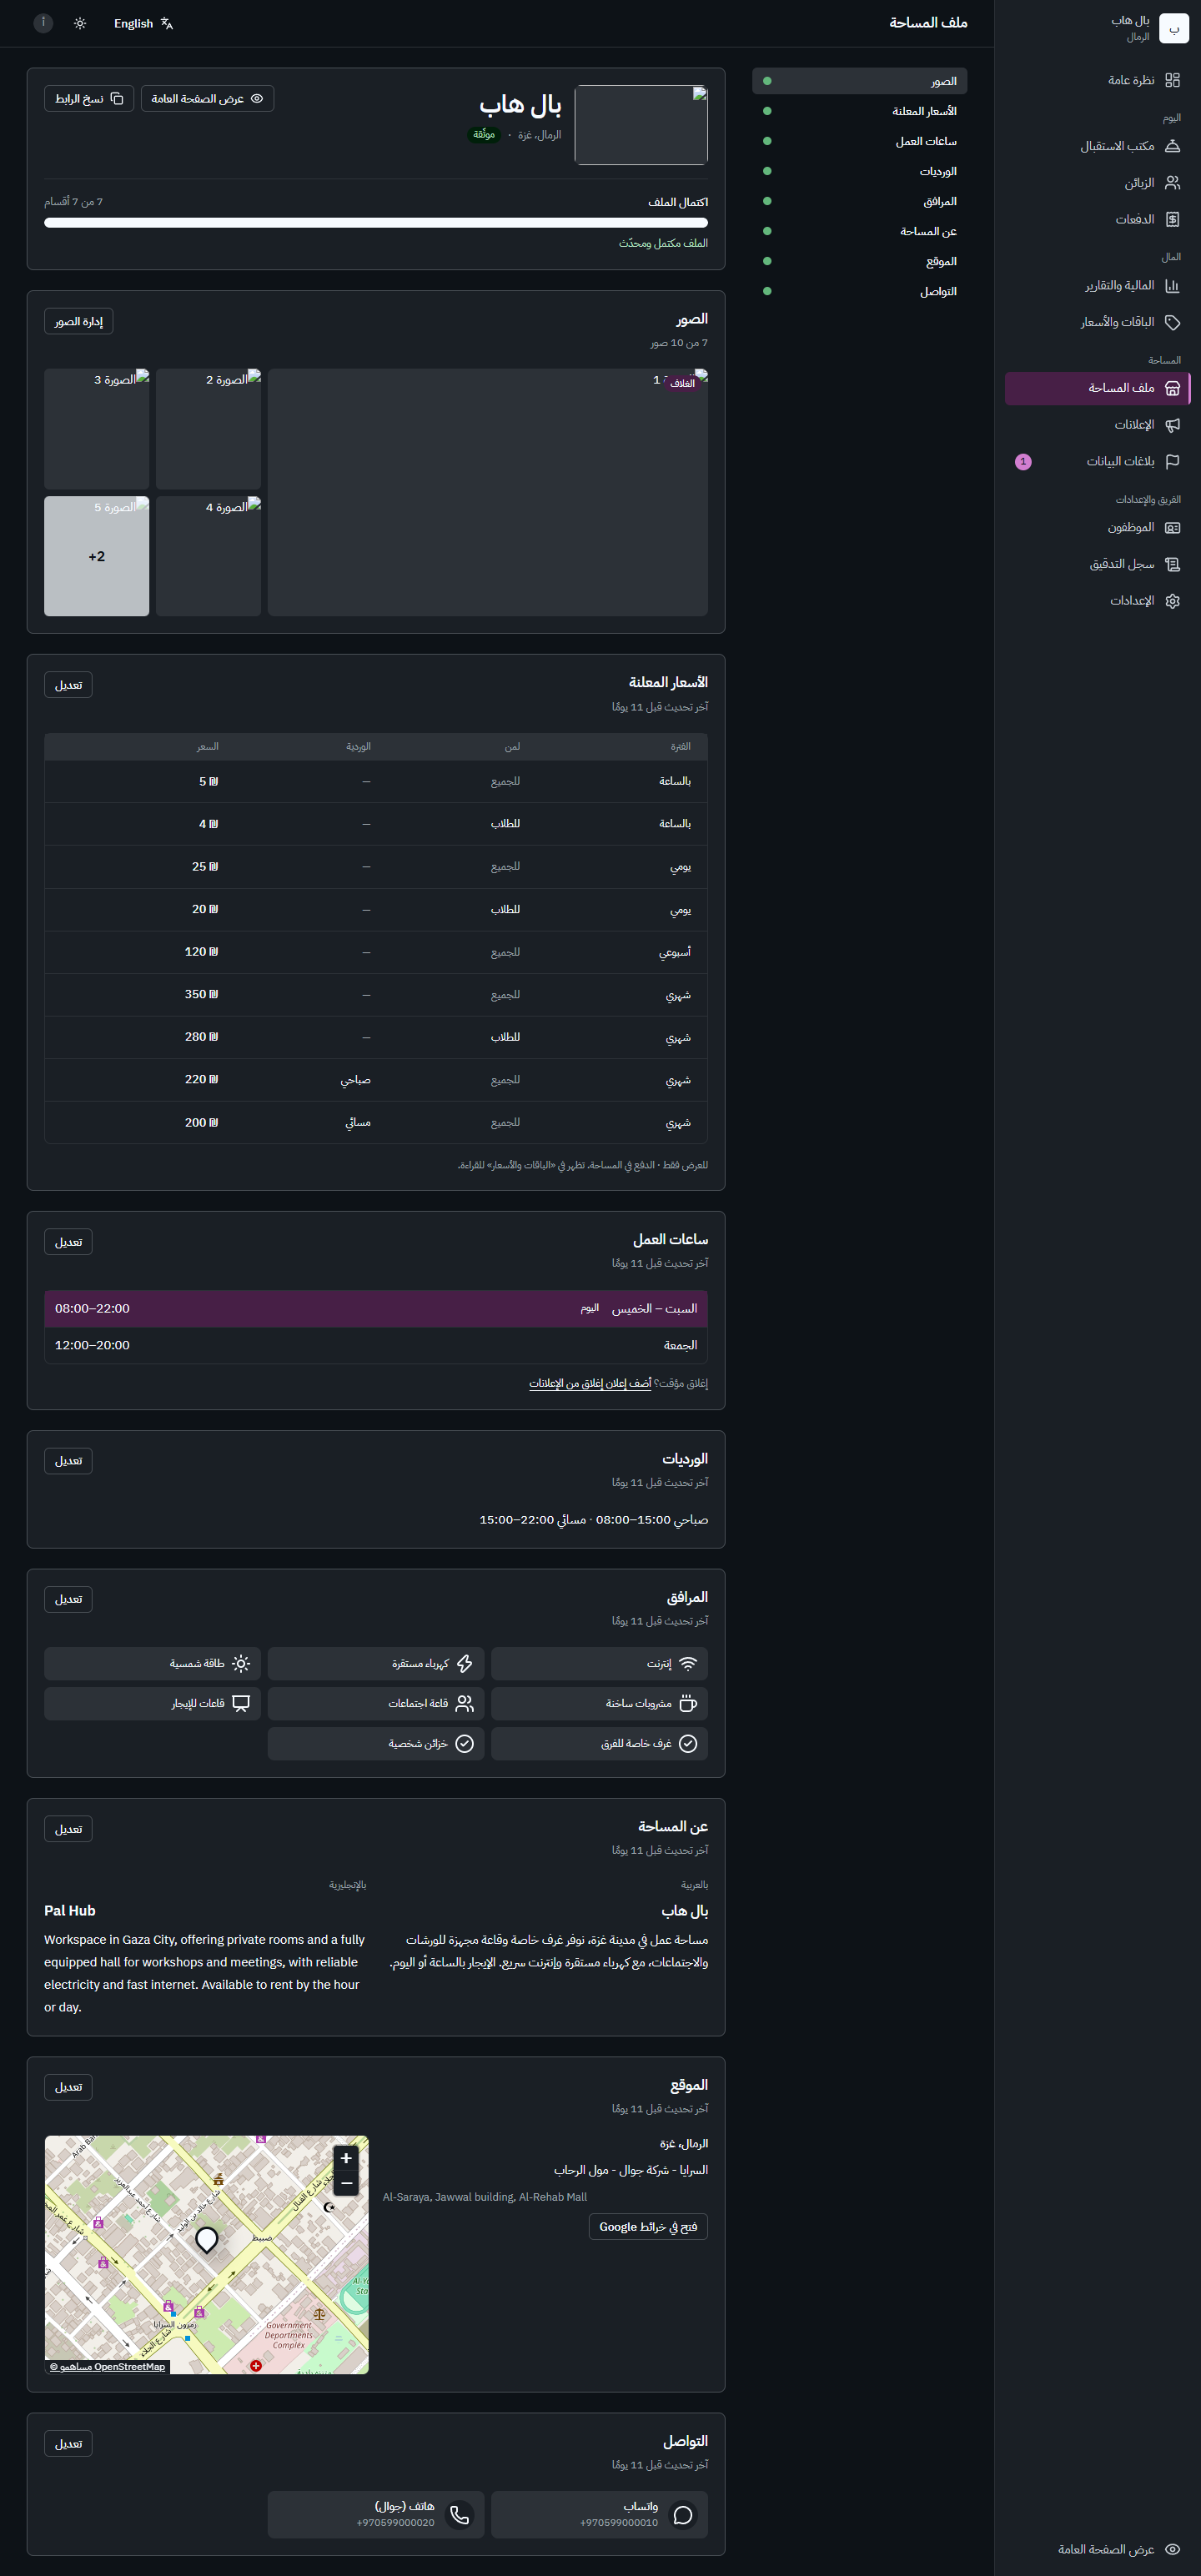 ب
بال هاب
الرمال
نظرة عامة
اليوم
مكتب الاستقبال
الزبائن
الدفعات
المال
المالية والتقارير
الباقات والأسعار
المساحة
ملف المساحة
الإعلانات
بلاغات البيانات
1
الفريق والإعدادات
الموظفون
سجل التدقيق
الإعدادات
عرض الصفحة العامة
ملف المساحة
English
أ
الصور
الأسعار المعلنة
ساعات العمل
الورديات
المرافق
عن المساحة
الموقع
التواصل
بال هاب
الرمال، غزة · موثّقة
عرض الصفحة العامة
نسخ الرابط
اكتمال الملف
7 من 7 أقسام
الملف مكتمل ومحدّث
الصور
7 من 10 صور
إدارة الصور
الغلاف
1
الصورة 2
الصورة 3
الصورة 4
الصورة 5
+2
الأسعار المعلنة
آخر تحديث قبل 11 يومًا
تعديل
الفترة لمن الوردية السعر
بالساعة للجميع — ₪ 5
بالساعة للطلاب — ₪ 4
يومي للجميع — ₪ 25
يومي للطلاب — ₪ 20
أسبوعي للجميع — ₪ 120
شهري للجميع — ₪ 350
شهري للطلاب — ₪ 280
شهري للجميع صباحي ₪ 220
شهري للجميع مسائي ₪ 200
للعرض فقط · الدفع في المساحة. تظهر في «الباقات والأسعار» للقراءة.
ساعات العمل
آخر تحديث قبل 11 يومًا
تعديل
السبت – الخميس اليوم 08:00–22:00
الجمعة 12:00–20:00
إغلاق مؤقت؟ أضف إعلان إغلاق من الإعلانات
الورديات
آخر تحديث قبل 11 يومًا
تعديل
صباحي 08:00–15:00 · مسائي 15:00–22:00
المرافق
آخر تحديث قبل 11 يومًا
تعديل
إنترنت
كهرباء مستقرة
طاقة شمسية
مشروبات ساخنة
قاعة اجتماعات
قاعات للإيجار
غرف خاصة للفرق
خزائن شخصية
عن المساحة
آخر تحديث قبل 11 يومًا
تعديل
بالعربية
بال هاب
مساحة عمل في مدينة غزة، نوفر غرف خاصة وقاعة مجهزة للورشات
والاجتماعات، مع كهرباء مستقرة وإنترنت سريع. الإيجار بالساعة أو اليوم.
بالإنجليزية
Pal Hub
Workspace in Gaza City, offering private rooms and a fully
equipped hall for workshops and meetings, with reliable
electricity and fast internet. Available to rent by the hour
or day.
الموقع
آخر تحديث قبل 11 يومًا
تعديل
الرمال، غزة
السرايا - شركة جوال - مول الرحاب
Al-Saraya, Jawwal building, Al-Rehab Mall
فتح في خرائط Google
+
−
شارع خالد بن الوليد
ضبيط
زمزون السرايا
شارع الجلاء
Government
Departments
Complex
© مساهمو OpenStreetMap
التواصل
آخر تحديث قبل 11 يومًا
تعديل
واتساب
+970599000010
هاتف (جوال)
+970599000020